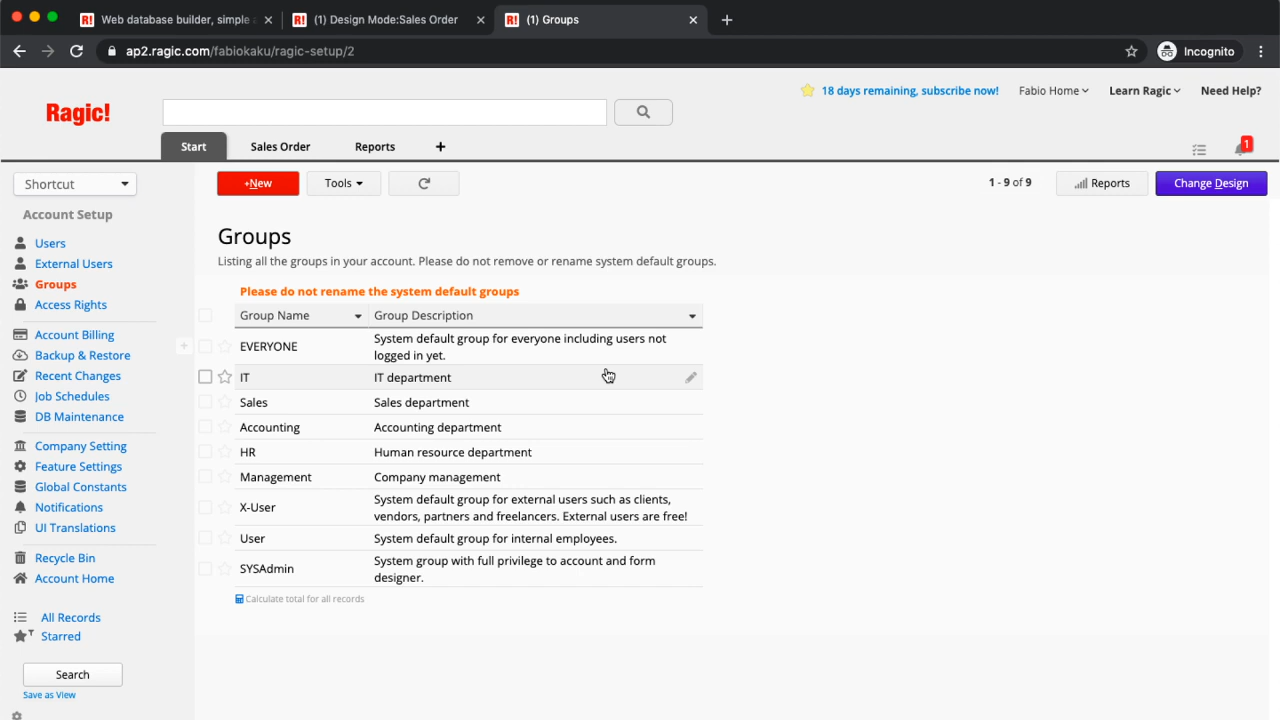 Web database builder, simple a
(1) Design Mode:Sales Order
(1) Groups
ap2.ragic.com/fabiokaku/ragic-setup/2
Incognito
Ragic!
18 days remaining, subscribe now!
Fabio Home
Learn Ragic
Need Help?
Start
Sales Order
Reports
1
Shortcut
+New
Tools
1 - 9 of 9
Reports
Change Design
Account Setup
Users
External Users
Groups
Access Rights
Account Billing
Backup & Restore
Recent Changes
Job Schedules
DB Maintenance
Company Setting
Feature Settings
Global Constants
Notifications
UI Translations
Recycle Bin
Account Home
All Records
Starred
Search
Save as View
Groups
Listing all the groups in your account. Please do not remove or rename system default groups.
Please do not rename the system default groups
Group Name
Group Description
EVERYONE
System default group for everyone including users not
logged in yet.
IT
IT department
Sales
Sales department
Accounting
Accounting department
HR
Human resource department
Management
Company management
X-User
System default group for external users such as clients,
vendors, partners and freelancers. External users are free!
User
System default group for internal employees.
SYSAdmin
System group with full privilege to account and form
designer.
Calculate total for all records